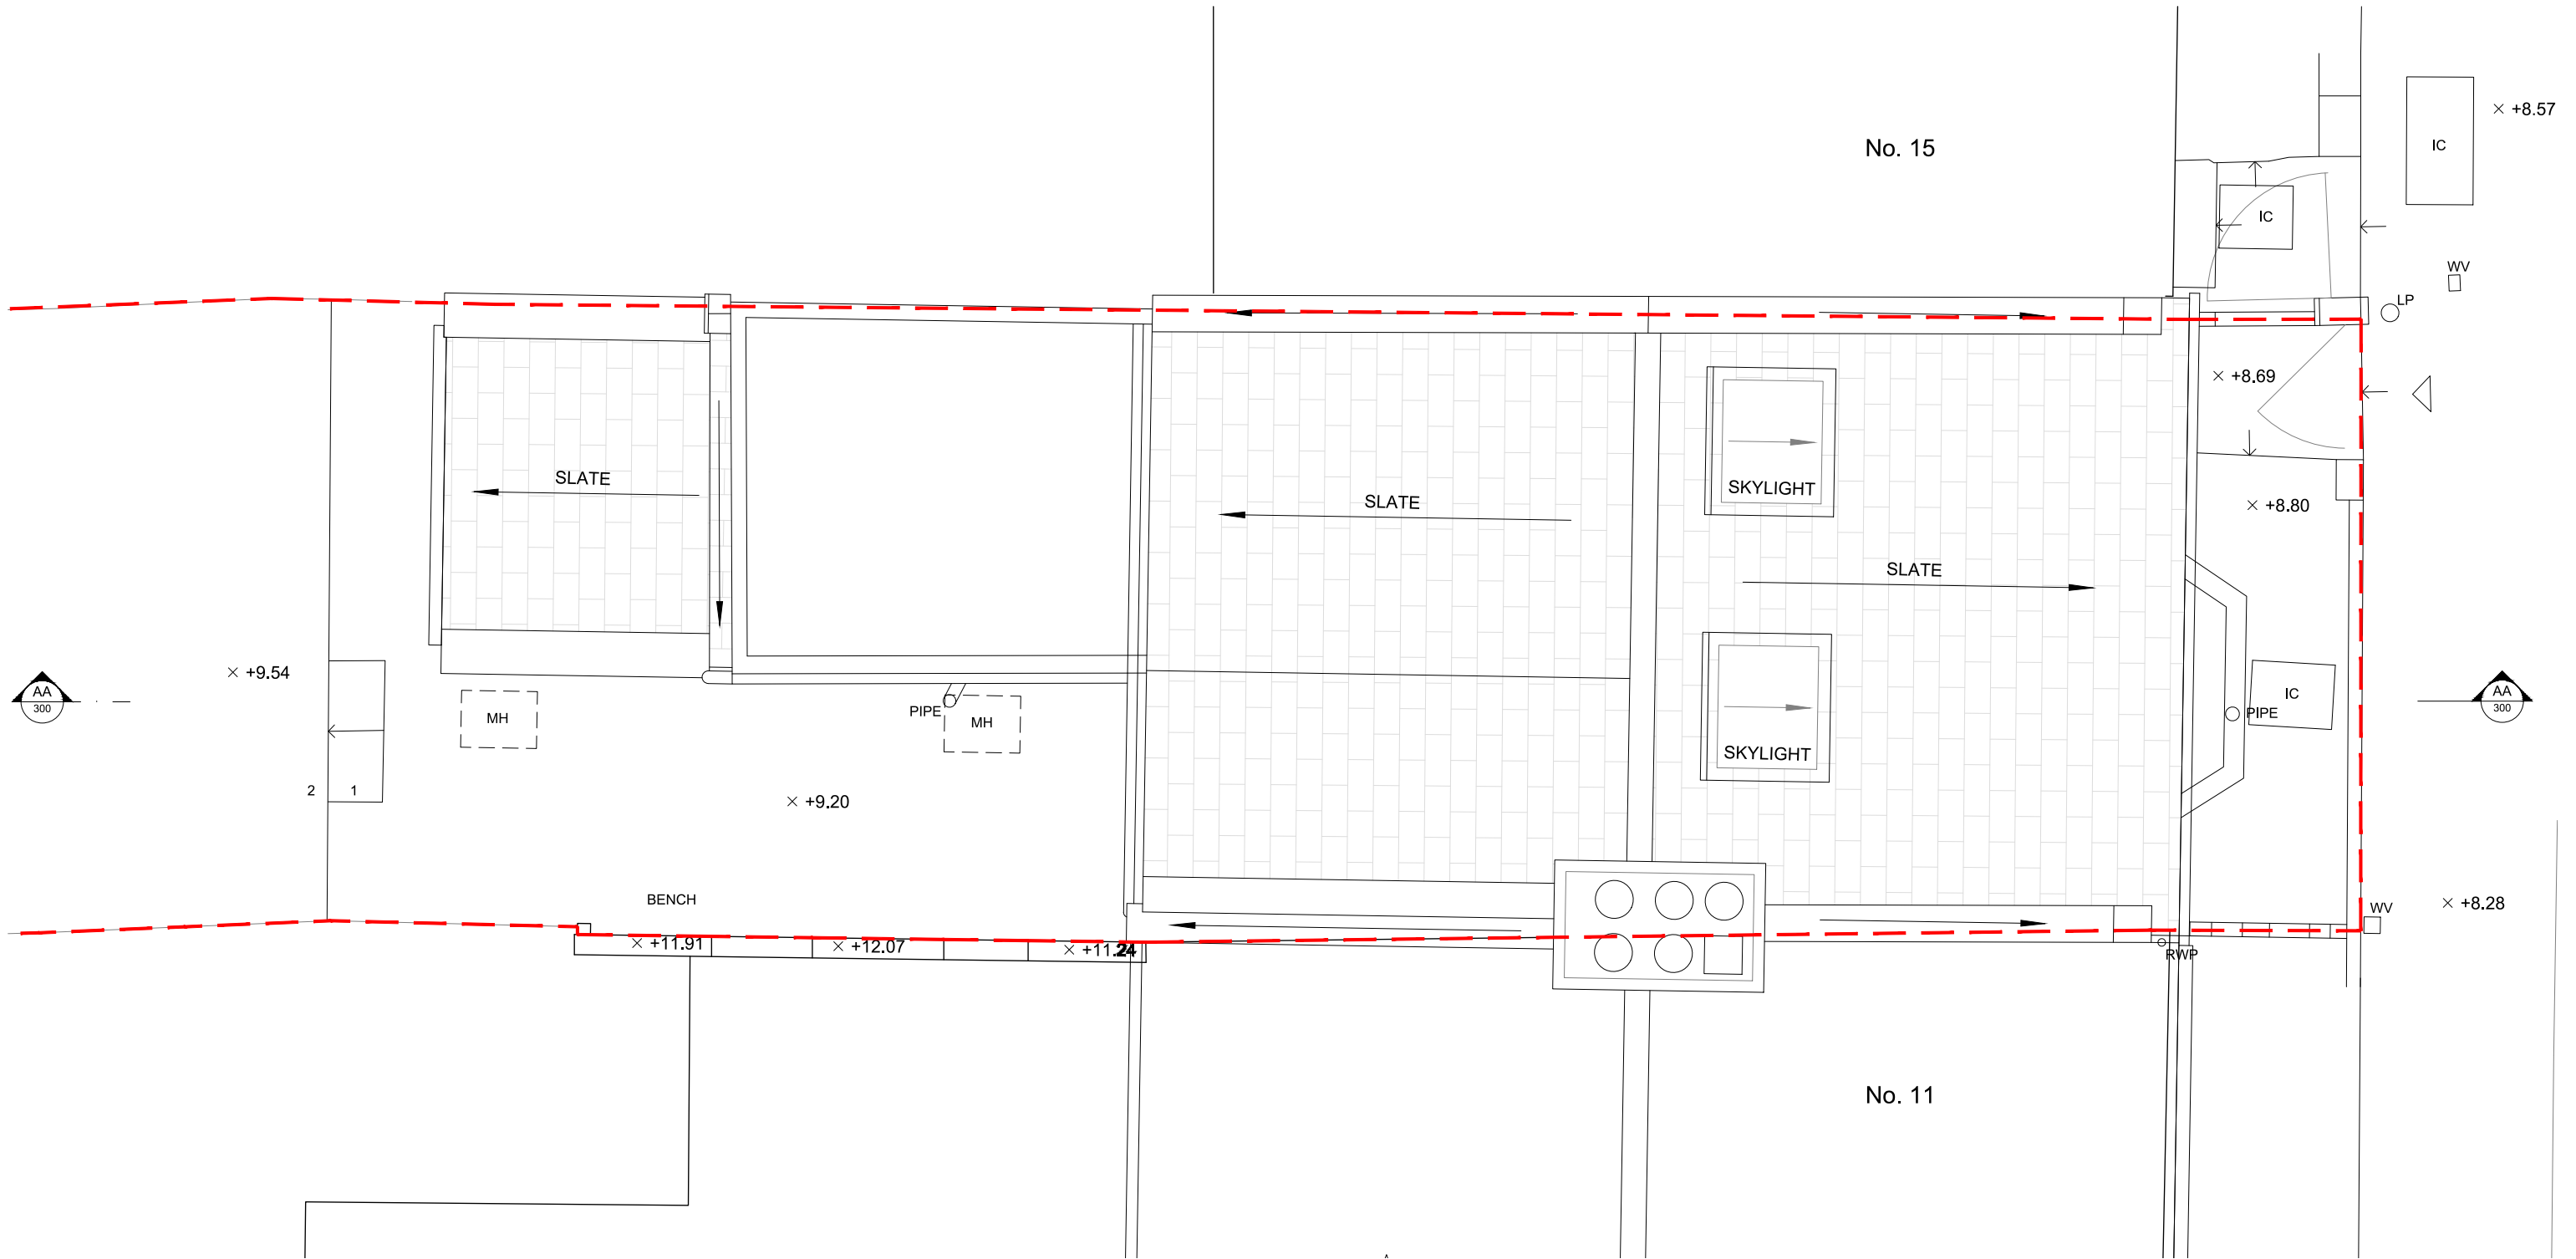 +8.57
No. 15
IC
IC
WV
LP
+8.69
SLATE
SKYLIGHT
SLATE
+8.80
SLATE
+9.54
AA
300
AA
300
IC
MH
PIPE
MH
PIPE
SKYLIGHT
2 1
+9.20
BENCH
WV
+8.28
+11.91
+12.07
RWP
No. 11